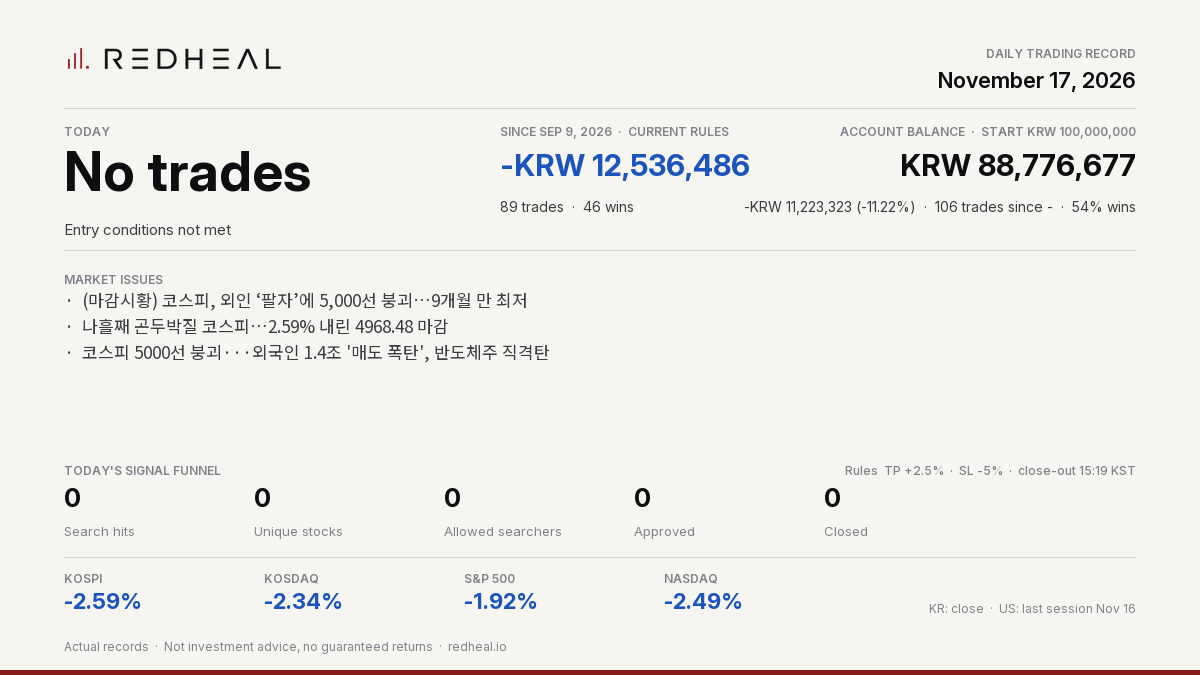 REDHEAL
DAILY TRADING RECORD
November 17, 2026
TODAY
No trades
Entry conditions not met
SINCE SEP 9, 2026 · CURRENT RULES
-KRW 12,536,486
89 trades · 46 wins
ACCOUNT BALANCE · START KRW 100,000,000
KRW 88,776,677
-KRW 11,223,323 (-11.22%) · 106 trades since - · 54% wins
MARKET ISSUES
· (마감시황) 코스피, 외인 ‘팔자’에 5,000선 붕괴…9개월 만 최저
· 나흘째 곤두박질 코스피…2.59% 내린 4968.48 마감
· 코스피 5000선 붕괴···외국인 1.4조 '매도 폭탄', 반도체주 직격탄
TODAY'S SIGNAL FUNNEL
Rules TP +2.5% · SL -5% · close-out 15:19 KST
0 0 0 0 0
Search hits Unique stocks Allowed searchers Approved Closed
KOSPI KOSDAQ S&P 500 NASDAQ
-2.59% -2.34% -1.92% -2.49%
KR: close · US: last session Nov 16
Actual records · Not investment advice, no guaranteed returns · redheal.io